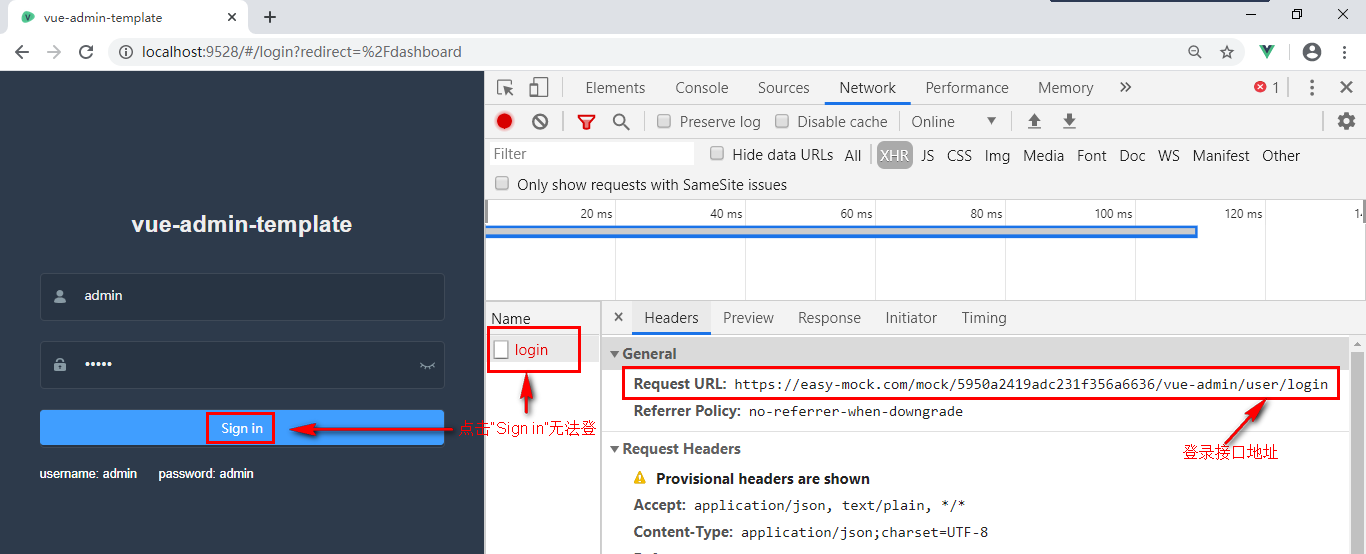 vue-admin-template
localhost:9528/#/login?redirect=%2Fdashboard
vue-admin-template
admin
•••••
Sign in
username: admin password: admin
Elements Console Sources Network Performance Memory 1
Preserve log Disable cache Online
Filter Hide data URLs All XHR JS CSS Img Media Font Doc WS Manifest Other
Only show requests with SameSite issues
20 ms 40 ms 60 ms 80 ms 100 ms 120 ms
Name
login
点击"Sign in"无法登
Headers Preview Response Initiator Timing
General
Request URL: https://easy-mock.com/mock/5950a2419adc231f356a6636/vue-admin/user/login
Referrer Policy: no-referrer-when-downgrade
登录接口地址
Request Headers
Provisional headers are shown
Accept: application/json, text/plain, */*
Content-Type: application/json;charset=UTF-8